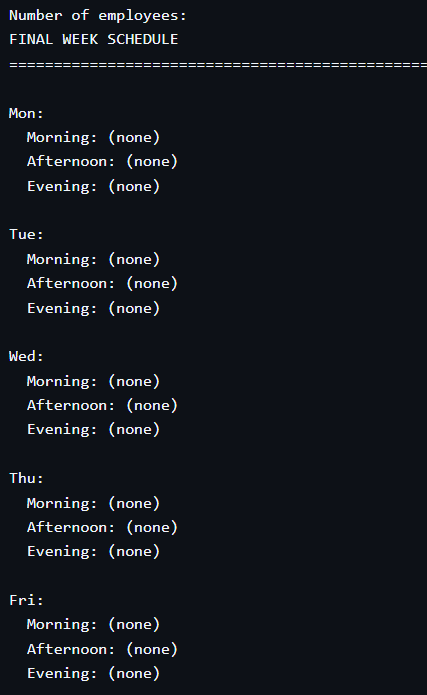 Number of employees:
FINAL WEEK SCHEDULE
===============================================
Mon:
Morning: (none)
Afternoon: (none)
Evening: (none)
Tue:
Morning: (none)
Afternoon: (none)
Evening: (none)
Wed:
Morning: (none)
Afternoon: (none)
Evening: (none)
Thu:
Morning: (none)
Afternoon: (none)
Evening: (none)
Fri:
Morning: (none)
Afternoon: (none)
Evening: (none)